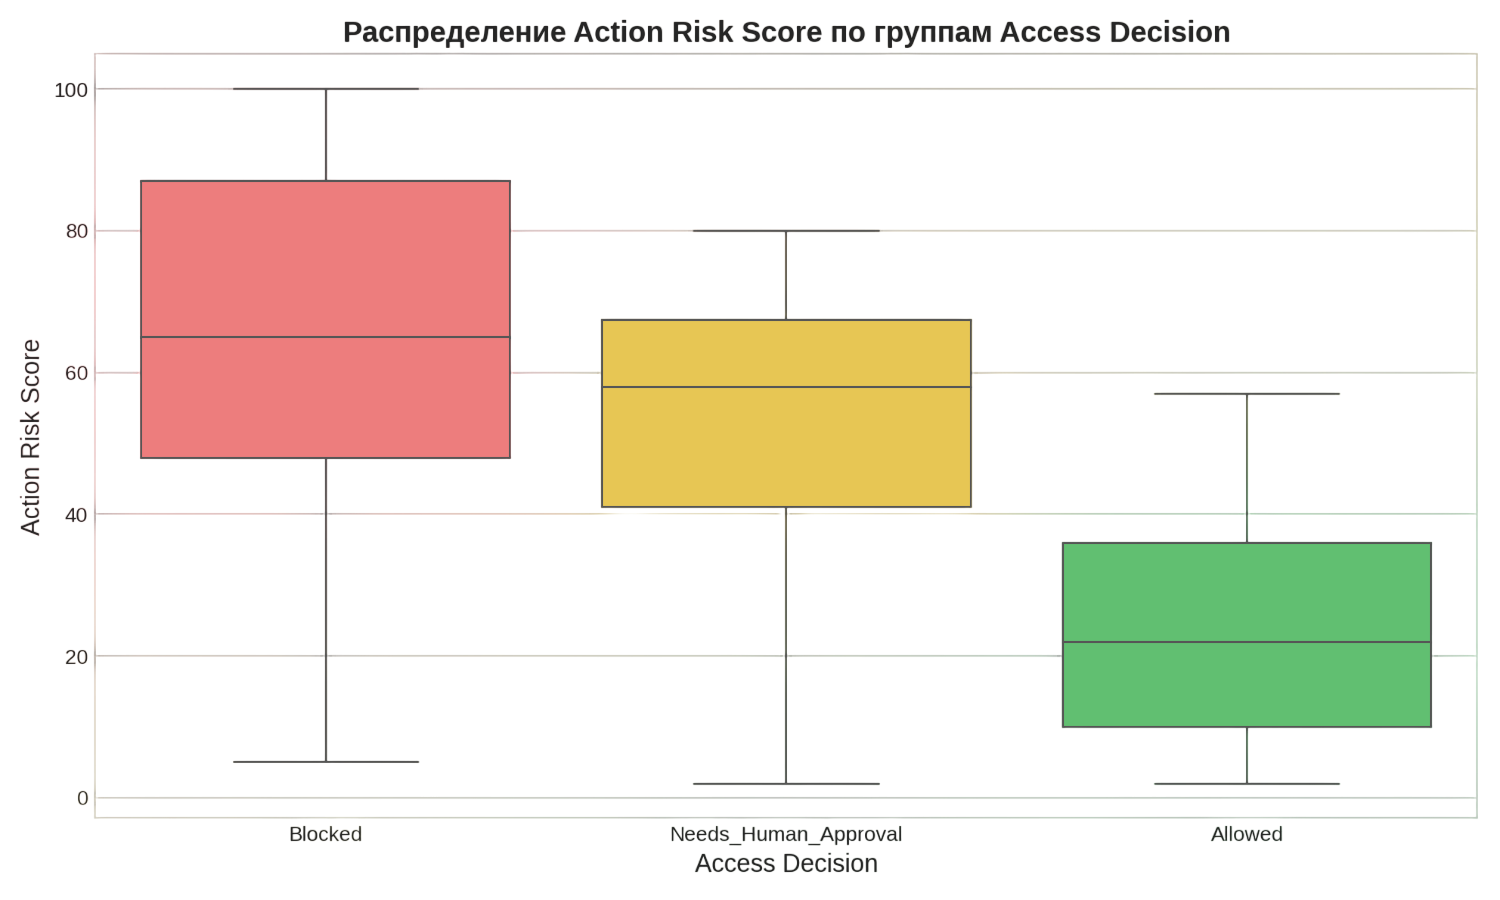 Распределение Action Risk Score по группам Access Decision
Action Risk Score
100
80
60
40
20
0
Blocked
Needs_Human_Approval
Allowed
Access Decision